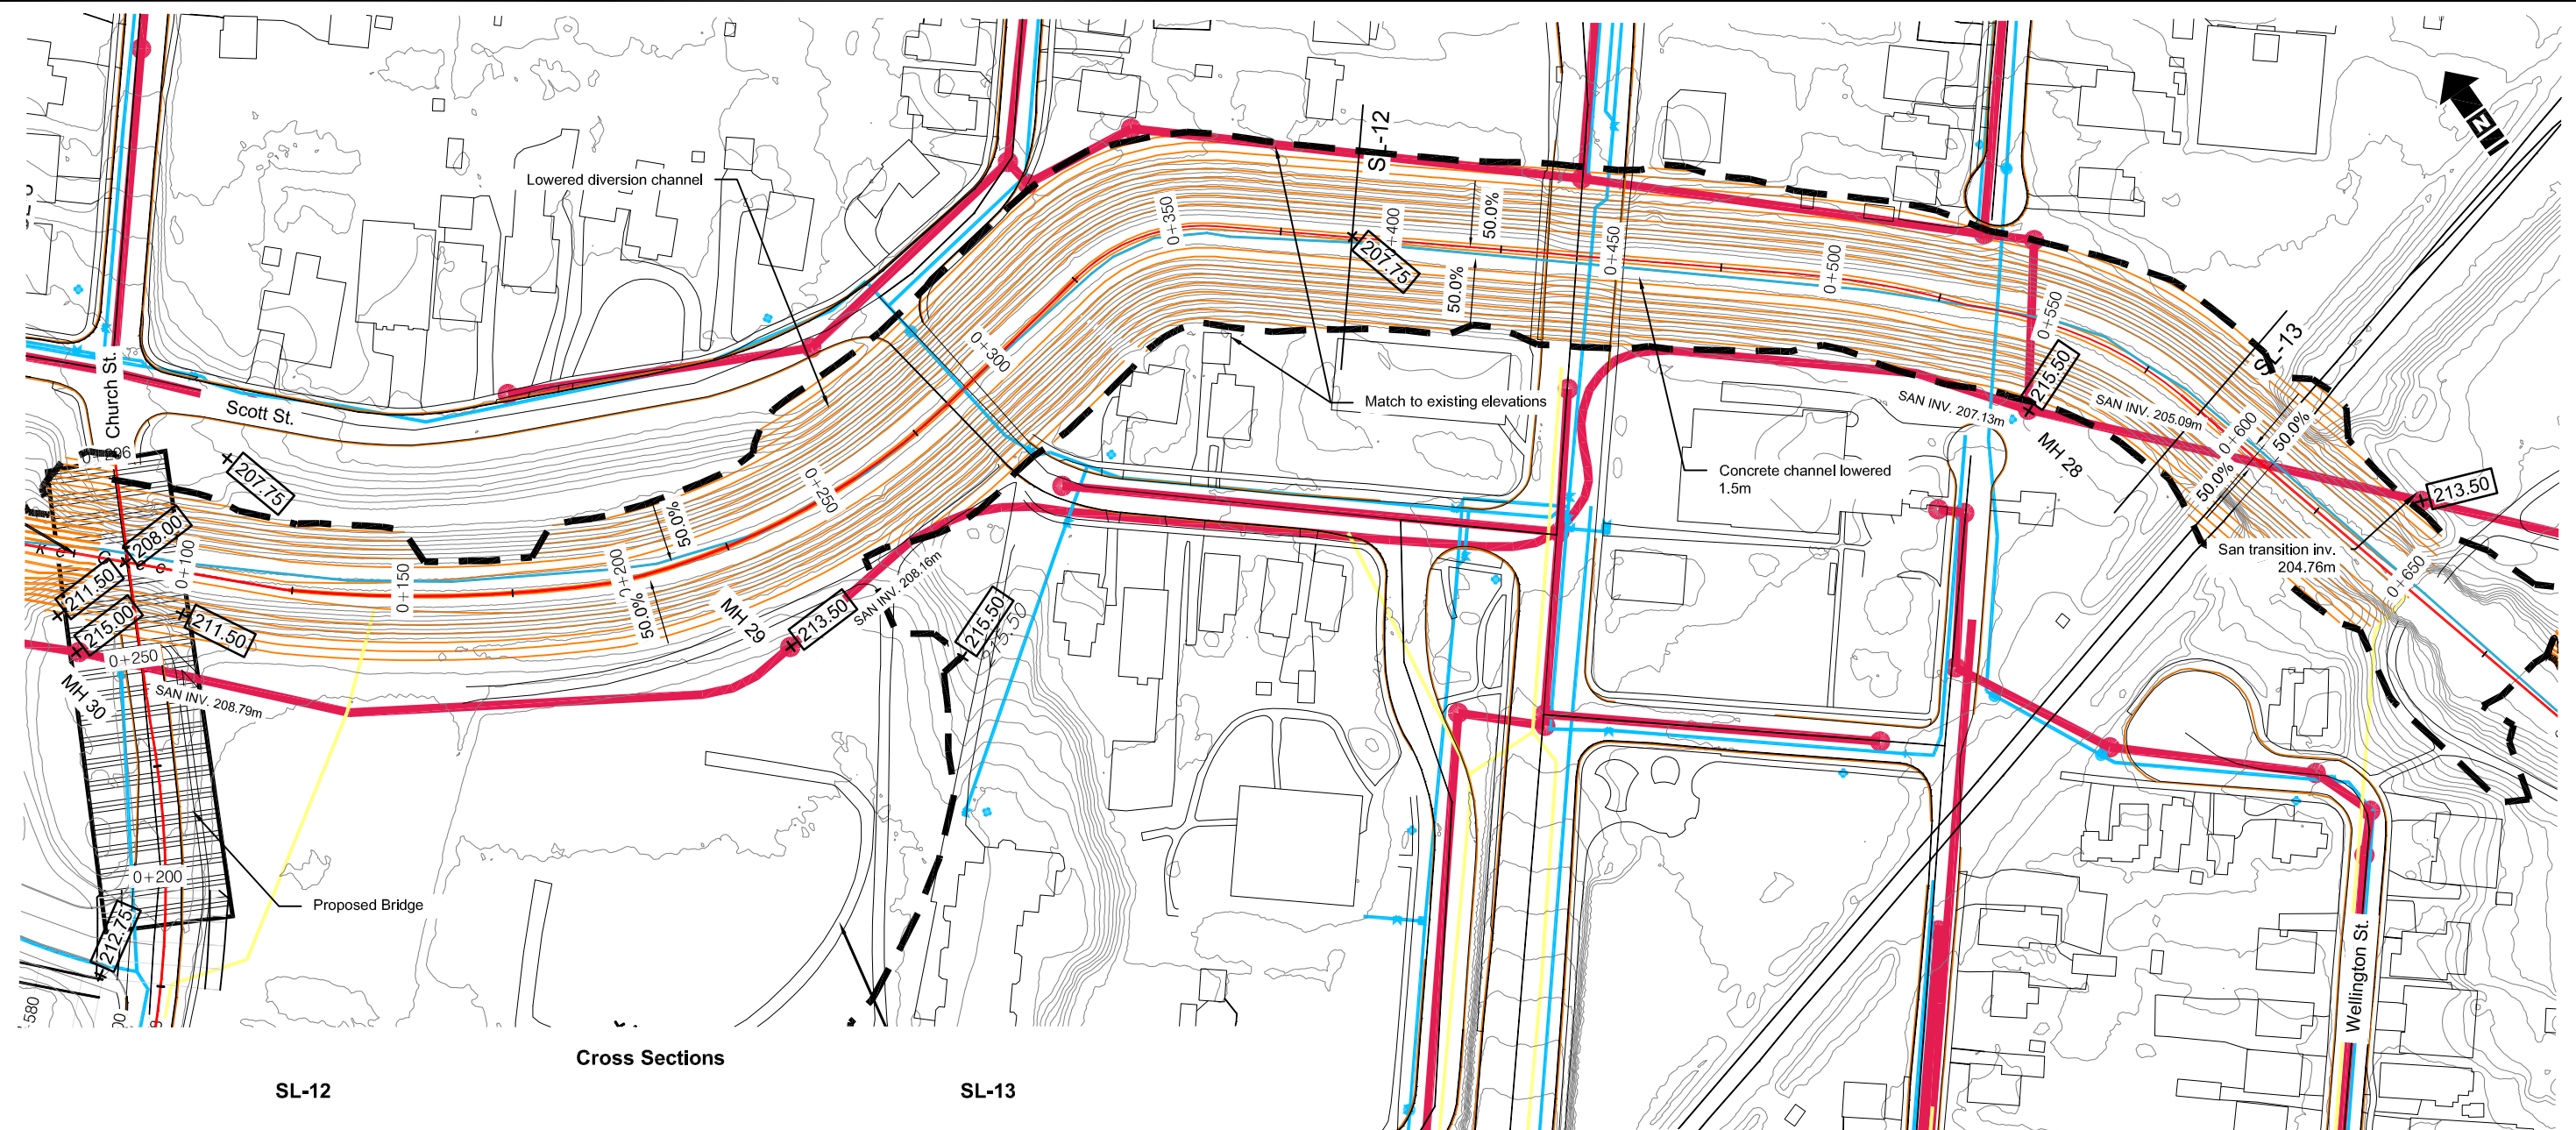 SL-12
Lowered diversion channel
0+350
+400
50.0%
207.75
50.0%
0+450
0+500
0+550
SL-13
215.50
SAN INV. 207.13m
SAN INV. 205.09m
MH 28
0+600
50.0%
50.0%
213.50
San transition inv.
204.76m
0+650
N
Church St.
Scott St.
0+300
Match to existing elevations
Concrete channel lowered
1.5m
207.75
208.00
0+100
211.50
215.00
211.50
0+250
MH 30
SAN INV. 208.79m
0+150
0+200
50.0%
50.0%
0+250
MH 29
213.50
SAN INV. 208.16m
215.50
215.50
0+200
Proposed Bridge
212.75
580
Wellington St.
Cross Sections
SL-12
SL-13